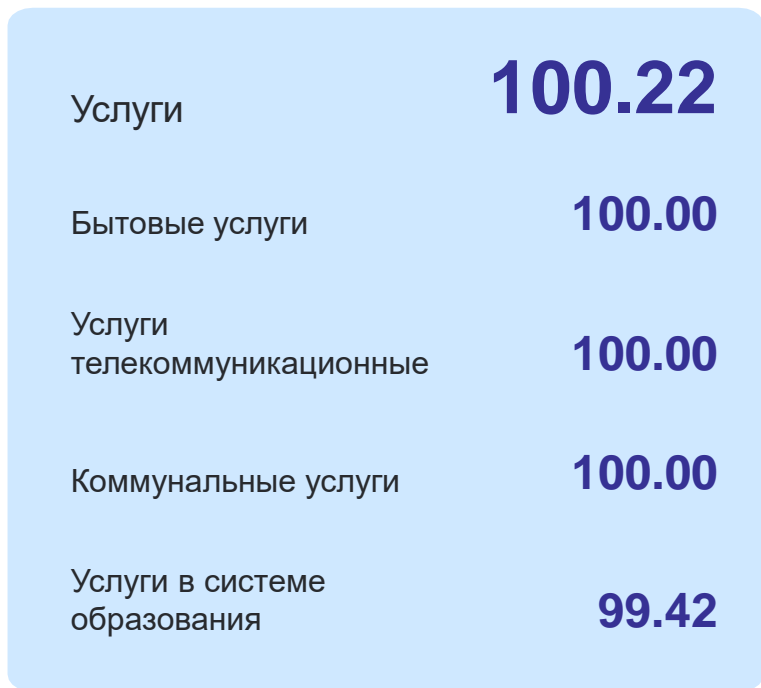 Услуги 100.22
Бытовые услуги 100.00
Услуги
телекоммуникационные 100.00
Коммунальные услуги 100.00
Услуги в системе
образования 99.42